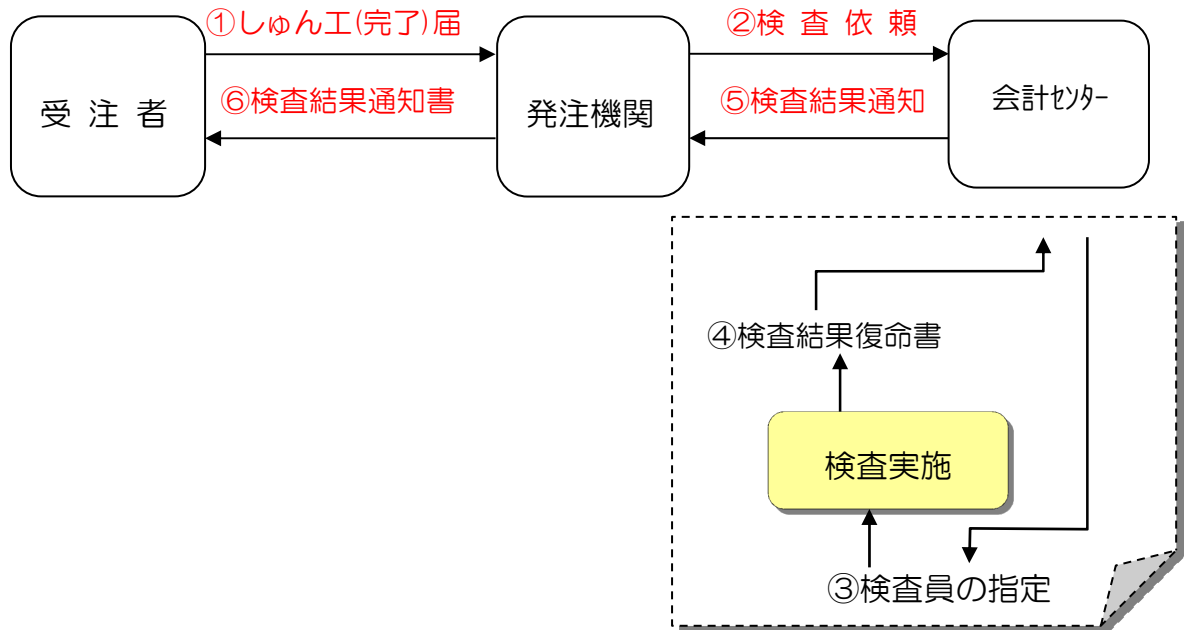 ①しゅん工(完了)届
②検 査 依 頼
受 注 者
⑥検査結果通知書
発注機関
⑤検査結果通知
会計ｾﾝﾀｰ
④検査結果復命書
検査実施
③検査員の指定